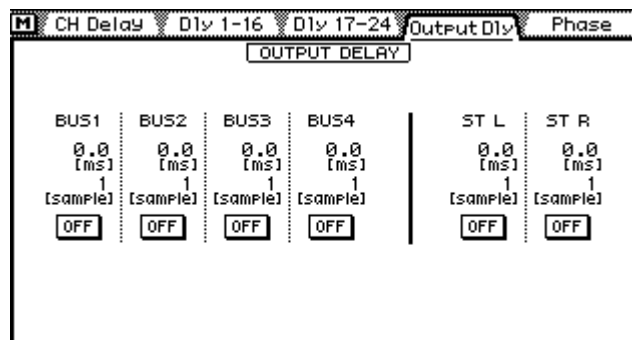 M CH Delay Dly 1-16 Dly 17-24 Output Dly Phase
OUTPUT DELAY
BUS1 BUS2 BUS3 BUS4 ST L ST R
0.0 0.0 0.0 0.0 0.0 0.0
[ms] [ms] [ms] [ms] [ms] [ms]
1 1 1 1 1 1
[sample] [sample] [sample] [sample] [sample] [sample]
OFF OFF OFF OFF OFF OFF